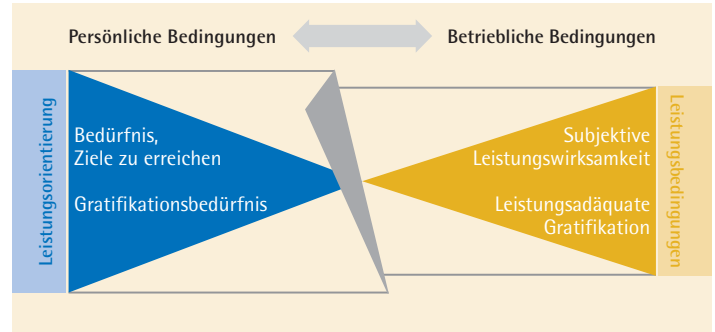 Persönliche Bedingungen
Betriebliche Bedingungen
Leistungsorientierung
Bedürfnis,
Ziele zu erreichen
Gratifikationsbedürfnis
Subjektive
Leistungswirksamkeit
Leistungsadäquate
Gratifikation
Leistungsbedingungen